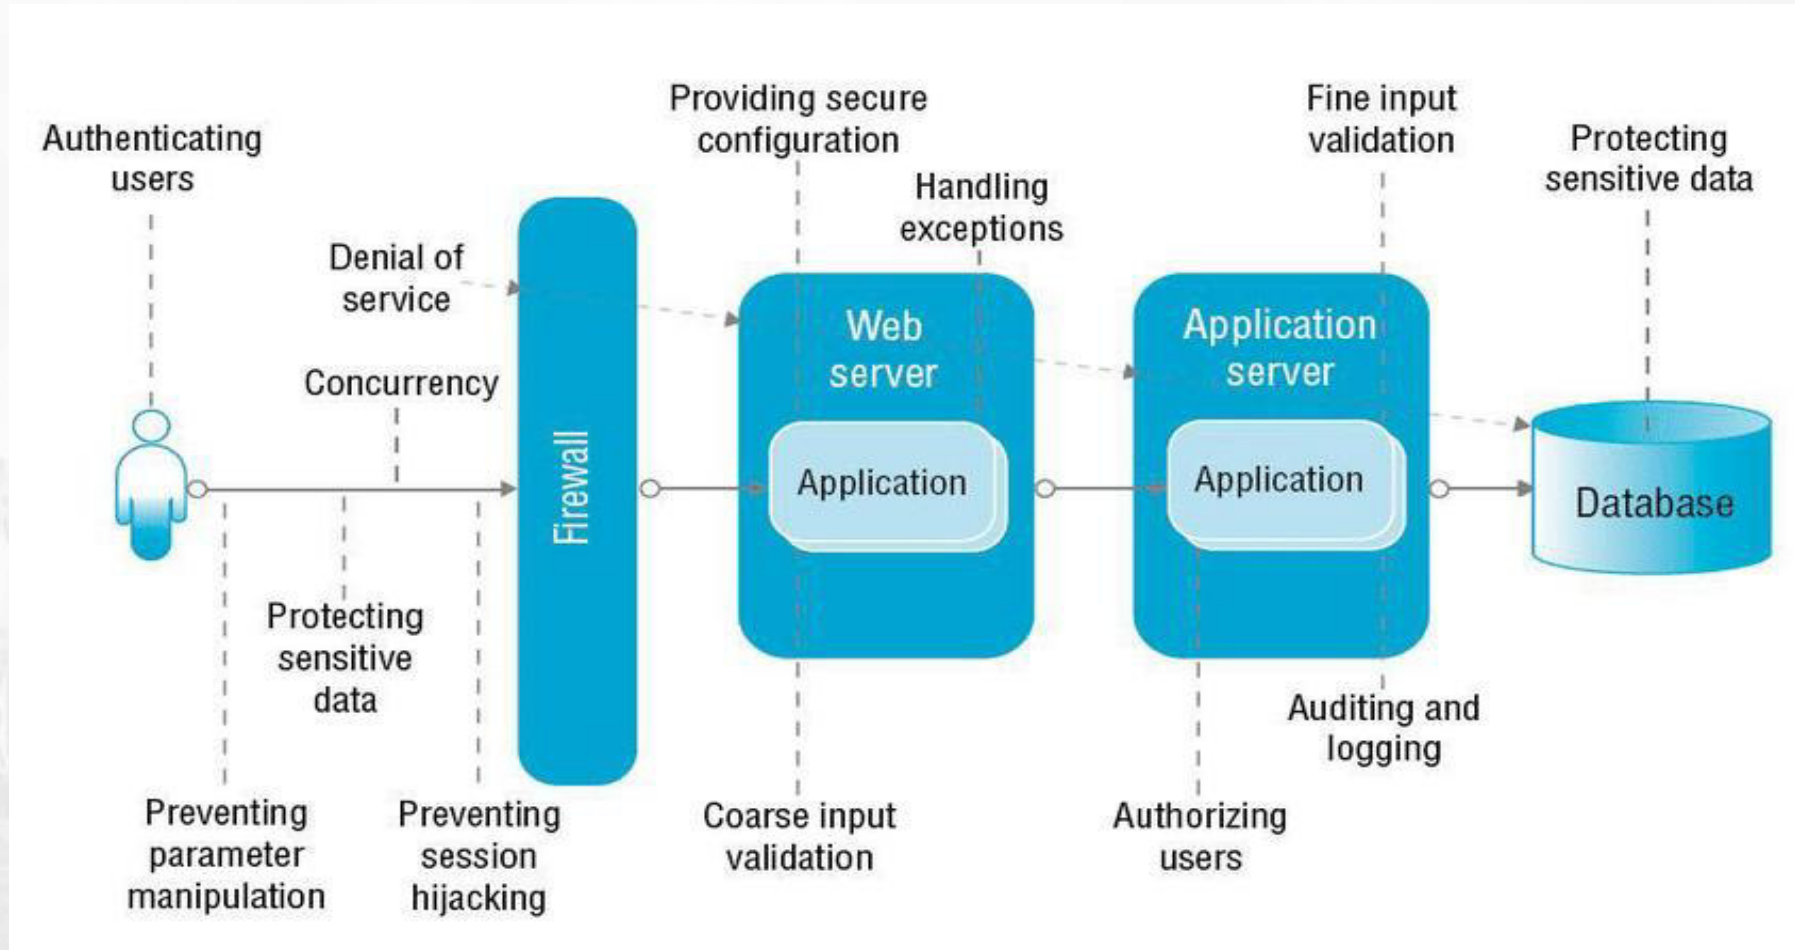 Authenticating
users
Denial of
service
Concurrency
Protecting
sensitive
data
Preventing
parameter
manipulation
Preventing
session
hijacking
Firewall
Providing secure
configuration
Handling
exceptions
Web
server
Application
Coarse input
validation
Fine input
validation
Application
server
Application
Authorizing
users
Auditing and
logging
Protecting
sensitive data
Database